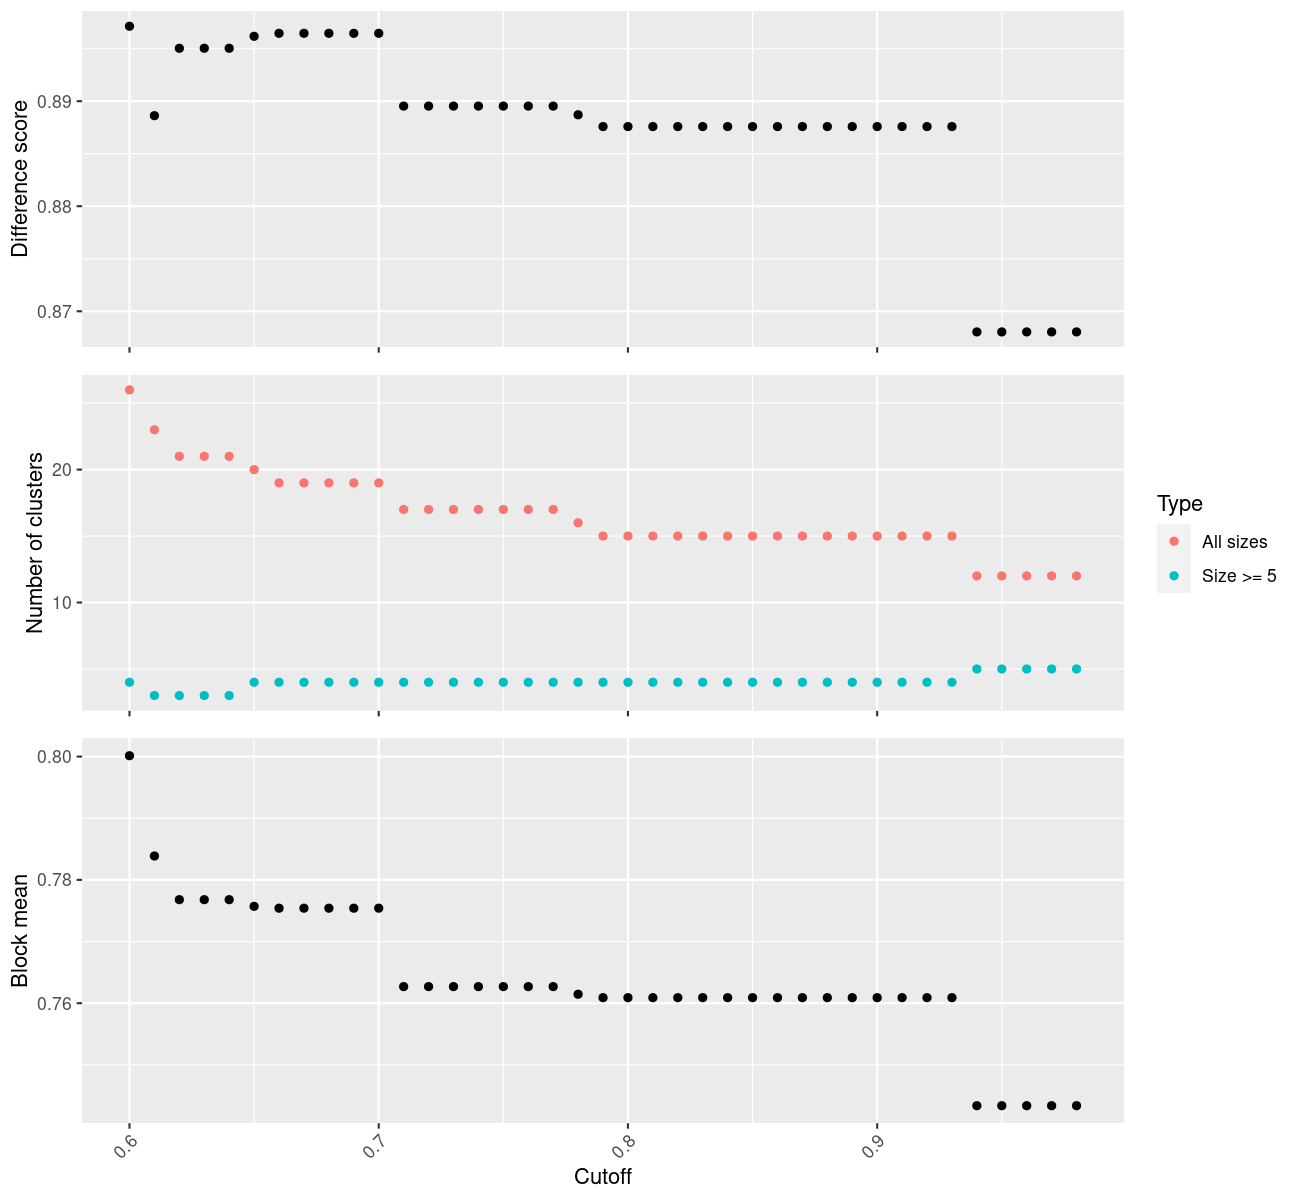 Difference score
0.89
0.88
0.87
Number of clusters
20
10
Type
All sizes
Size >= 5
Block mean
0.80
0.78
0.76
0.6
0.7
0.8
0.9
Cutoff